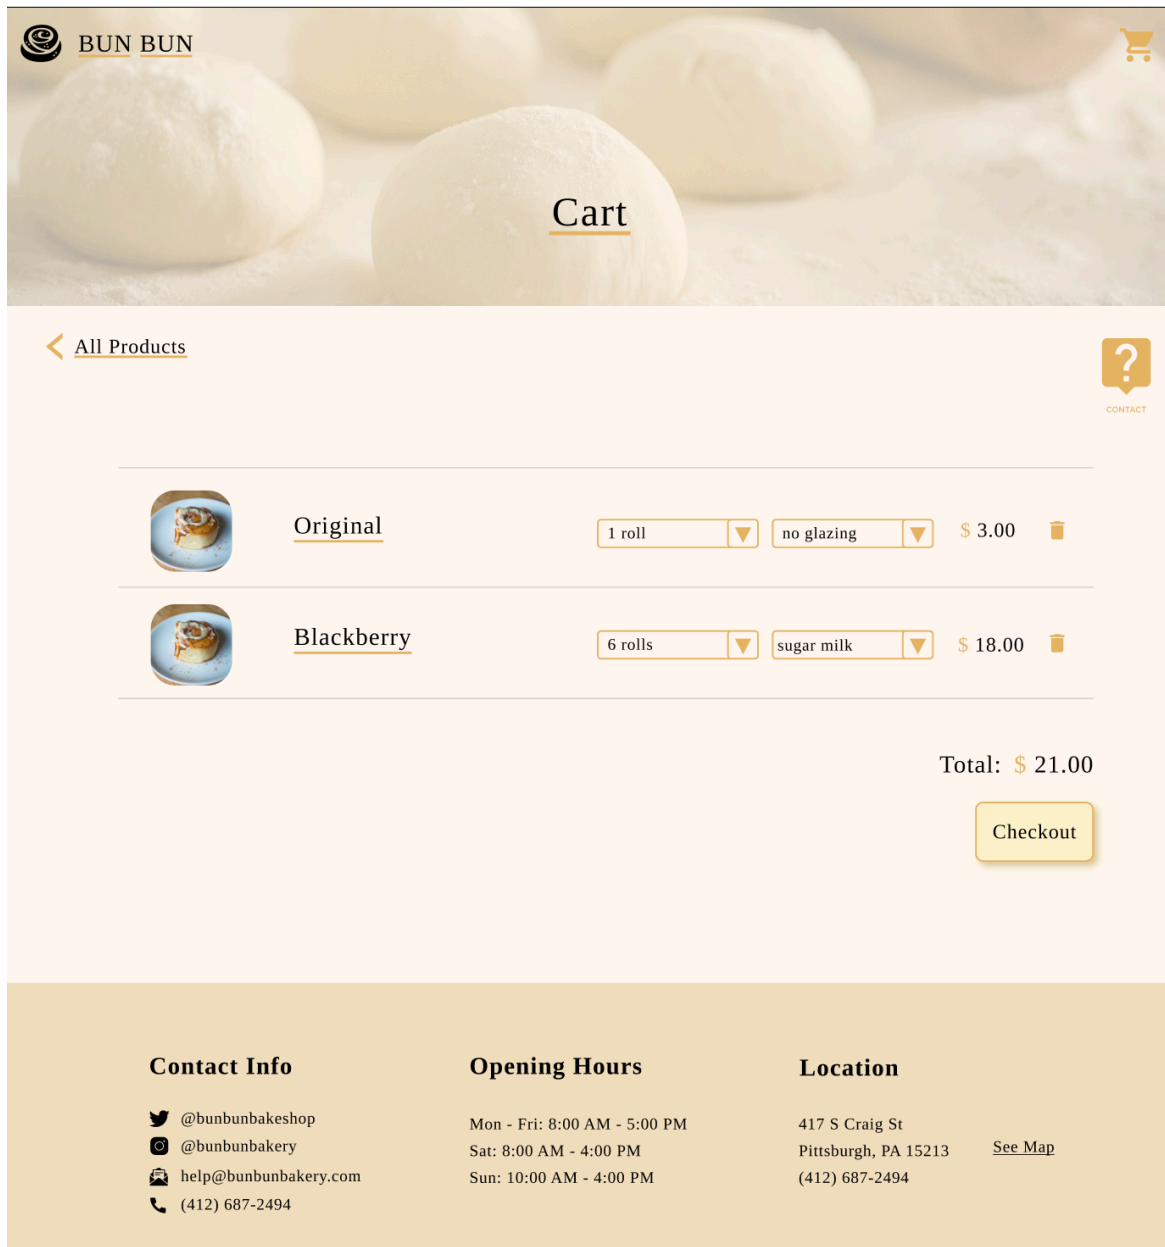 BUN BUN
Cart
All Products
?
CONTACT
Original 1 roll no glazing $ 3.00
Blackberry 6 rolls sugar milk $ 18.00
Total: $ 21.00
Checkout
Contact Info
@bunbunbakeshop
@bunbunbakery
help@bunbunbakery.com
(412) 687-2494
Opening Hours
Mon - Fri: 8:00 AM - 5:00 PM
Sat: 8:00 AM - 4:00 PM
Sun: 10:00 AM - 4:00 PM
Location
417 S Craig St
Pittsburgh, PA 15213
(412) 687-2494
See Map